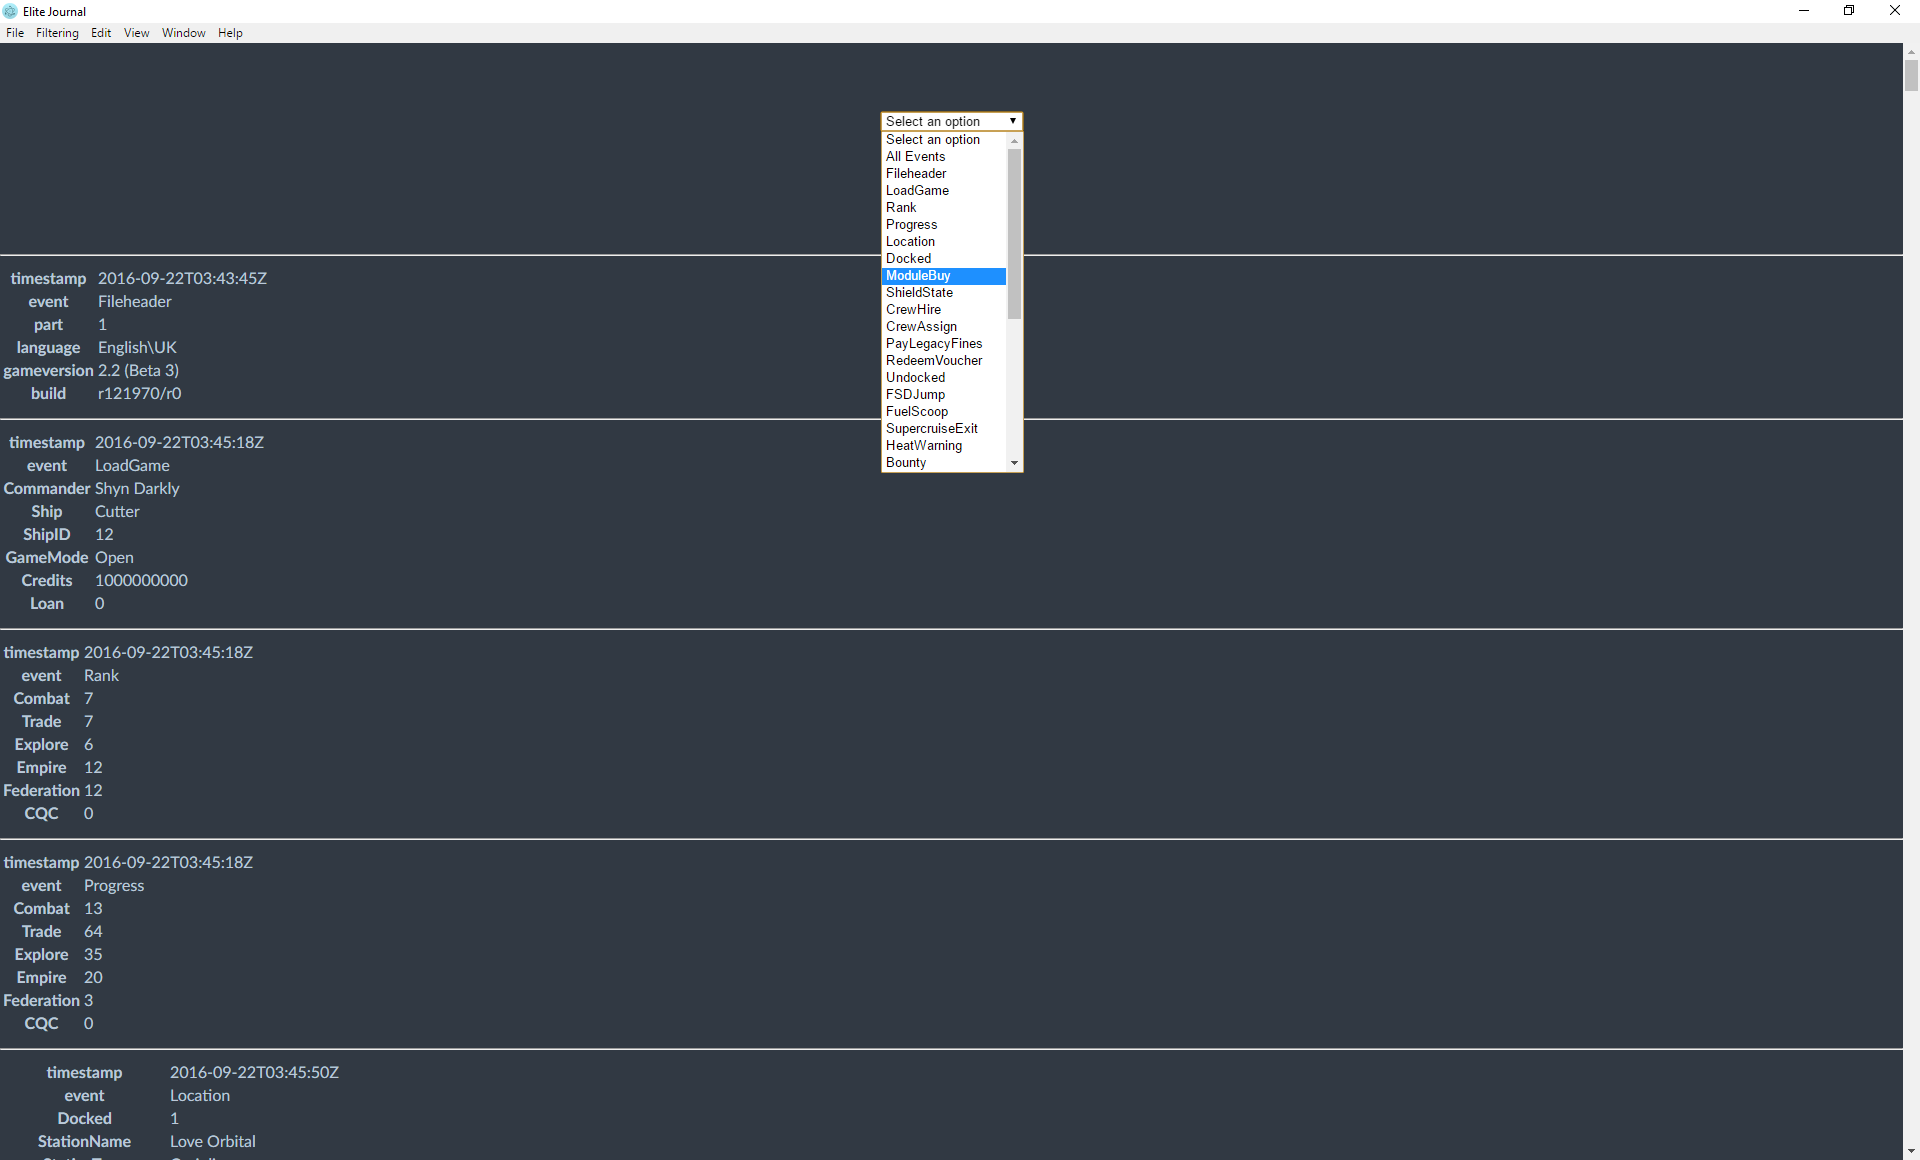 Elite Journal
File Filtering Edit View Window Help
Select an option
Select an option
All Events
Fileheader
LoadGame
Rank
Progress
Location
Docked
ModuleBuy
ShieldState
CrewHire
CrewAssign
PayLegacyFines
RedeemVoucher
Undocked
FSDJump
FuelScoop
SupercruiseExit
HeatWarning
Bounty
timestamp 2016-09-22T03:43:45Z
event Fileheader
part 1
language English\UK
gameversion 2.2 (Beta 3)
build r121970/r0
timestamp 2016-09-22T03:45:18Z
event LoadGame
Commander Shyn Darkly
Ship Cutter
ShipID 12
GameMode Open
Credits 1000000000
Loan 0
timestamp 2016-09-22T03:45:18Z
event Rank
Combat 7
Trade 7
Explore 6
Empire 12
Federation 12
CQC 0
timestamp 2016-09-22T03:45:18Z
event Progress
Combat 13
Trade 64
Explore 35
Empire 20
Federation 3
CQC 0
timestamp 2016-09-22T03:45:50Z
event Location
Docked 1
StationName Love Orbital